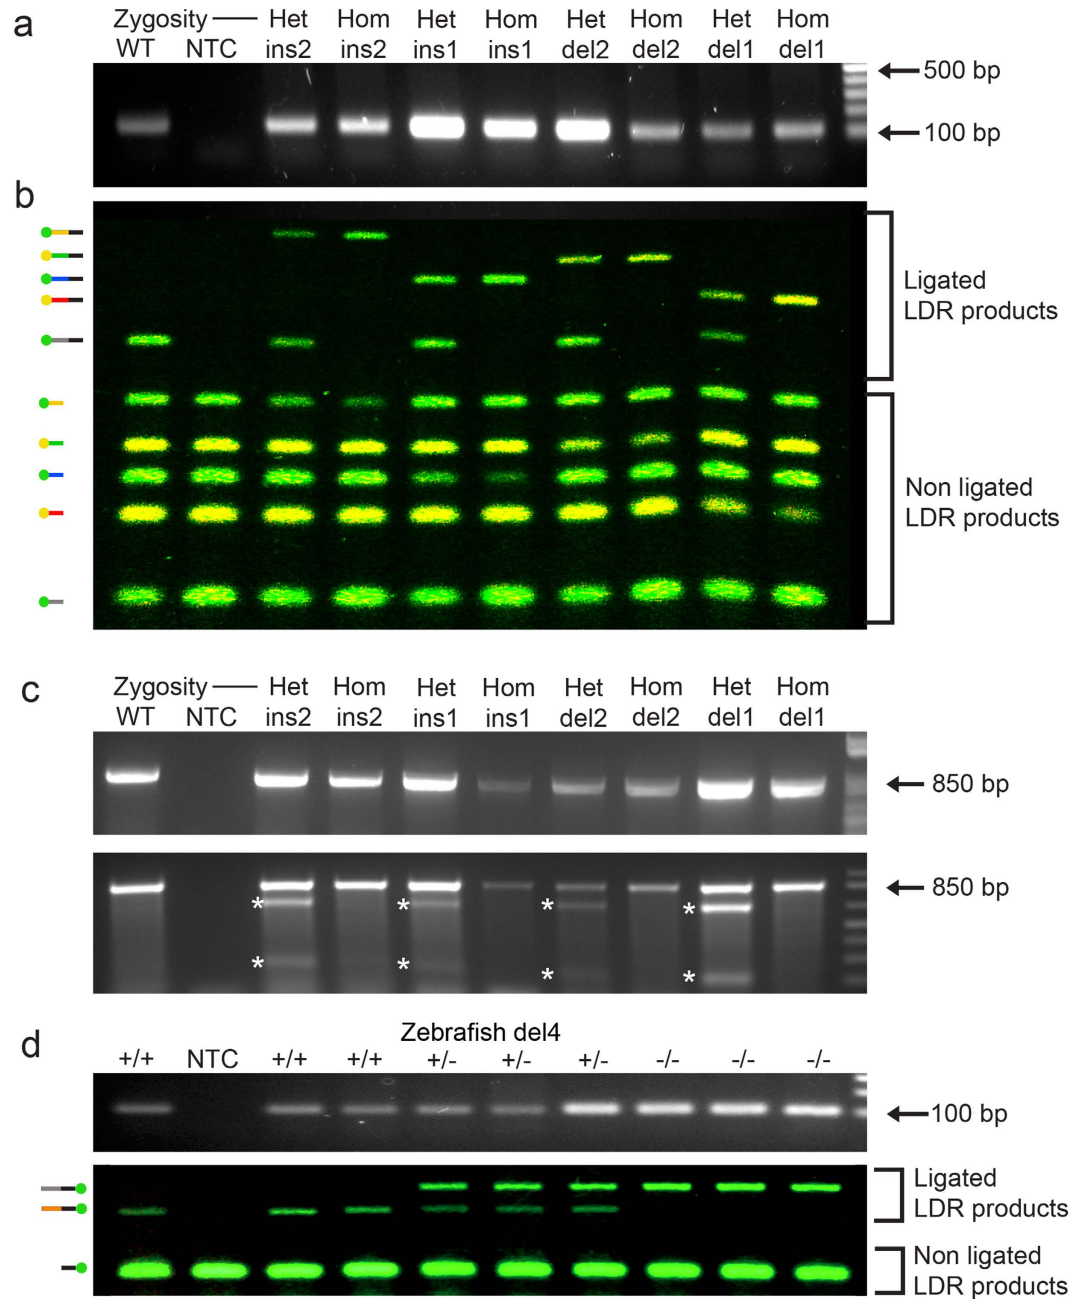 a
Zygosity Het Hom Het Hom Het Hom Het Hom
WT NTC ins2 ins2 ins1 ins1 del2 del2 del1 del1
500 bp
100 bp
b
Ligated
LDR products
Non ligated
LDR products
c
Zygosity Het Hom Het Hom Het Hom Het Hom
WT NTC ins2 ins2 ins1 ins1 del2 del2 del1 del1
850 bp
850 bp
* * * *
* * * *
d
Zebrafish del4
+/+ NTC +/+ +/+ +/- +/- +/- -/- -/- -/-
100 bp
Ligated
LDR products
Non ligated
LDR products